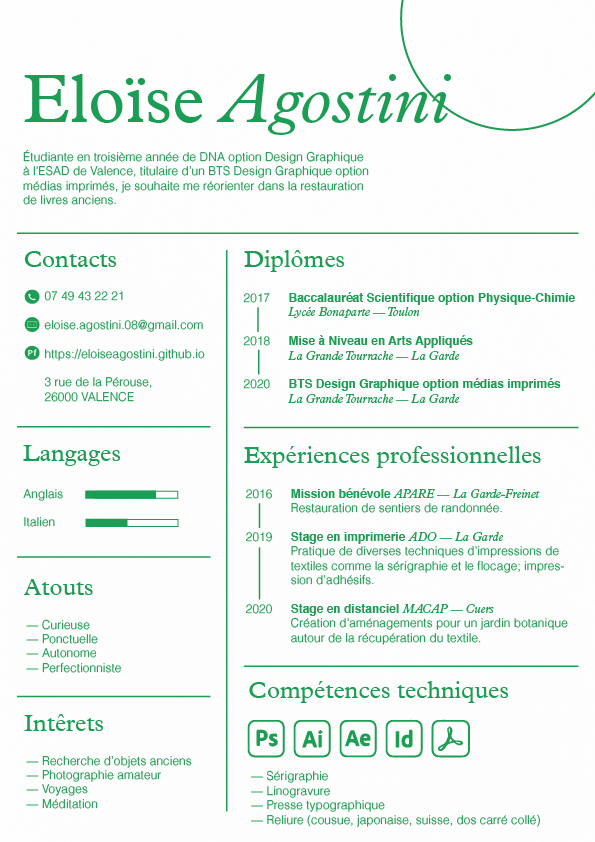 Eloïse Agostini
Étudiante en troisième année de DNA option Design Graphique
à l'ESAD de Valence, titulaire d'un BTS Design Graphique option
médias imprimés, je souhaite me réorienter dans la restauration
de livres anciens.
Contacts
07 49 43 22 21
eloise.agostini.08@gmail.com
Pf https://eloiseagostini.github.io
3 rue de la Pérouse,
26000 VALENCE
Langages
Anglais
Italien
Atouts
— Curieuse
— Ponctuelle
— Autonome
— Perfectionniste
Intêrets
— Recherche d'objets anciens
— Photographie amateur
— Voyages
— Méditation
Diplômes
2017 Baccalauréat Scientifique option Physique-Chimie
Lycée Bonaparte — Toulon
2018 Mise à Niveau en Arts Appliqués
La Grande Tourrache — La Garde
2020 BTS Design Graphique option médias imprimés
La Grande Tourrache — La Garde
Expériences professionnelles
2016 Mission bénévole APARE — La Garde-Freinet
Restauration de sentiers de randonnée.
2019 Stage en imprimerie ADO — La Garde
Pratique de diverses techniques d'impressions de
textiles comme la sérigraphie et le flocage; impres-
sion d'adhésifs.
2020 Stage en distanciel MACAP — Cuers
Création d'aménagements pour un jardin botanique
autour de la récupération du textile.
Compétences techniques
Ps Ai Ae Id
— Sérigraphie
— Linogravure
— Presse typographique
— Reliure (cousue, japonaise, suisse, dos carré collé)